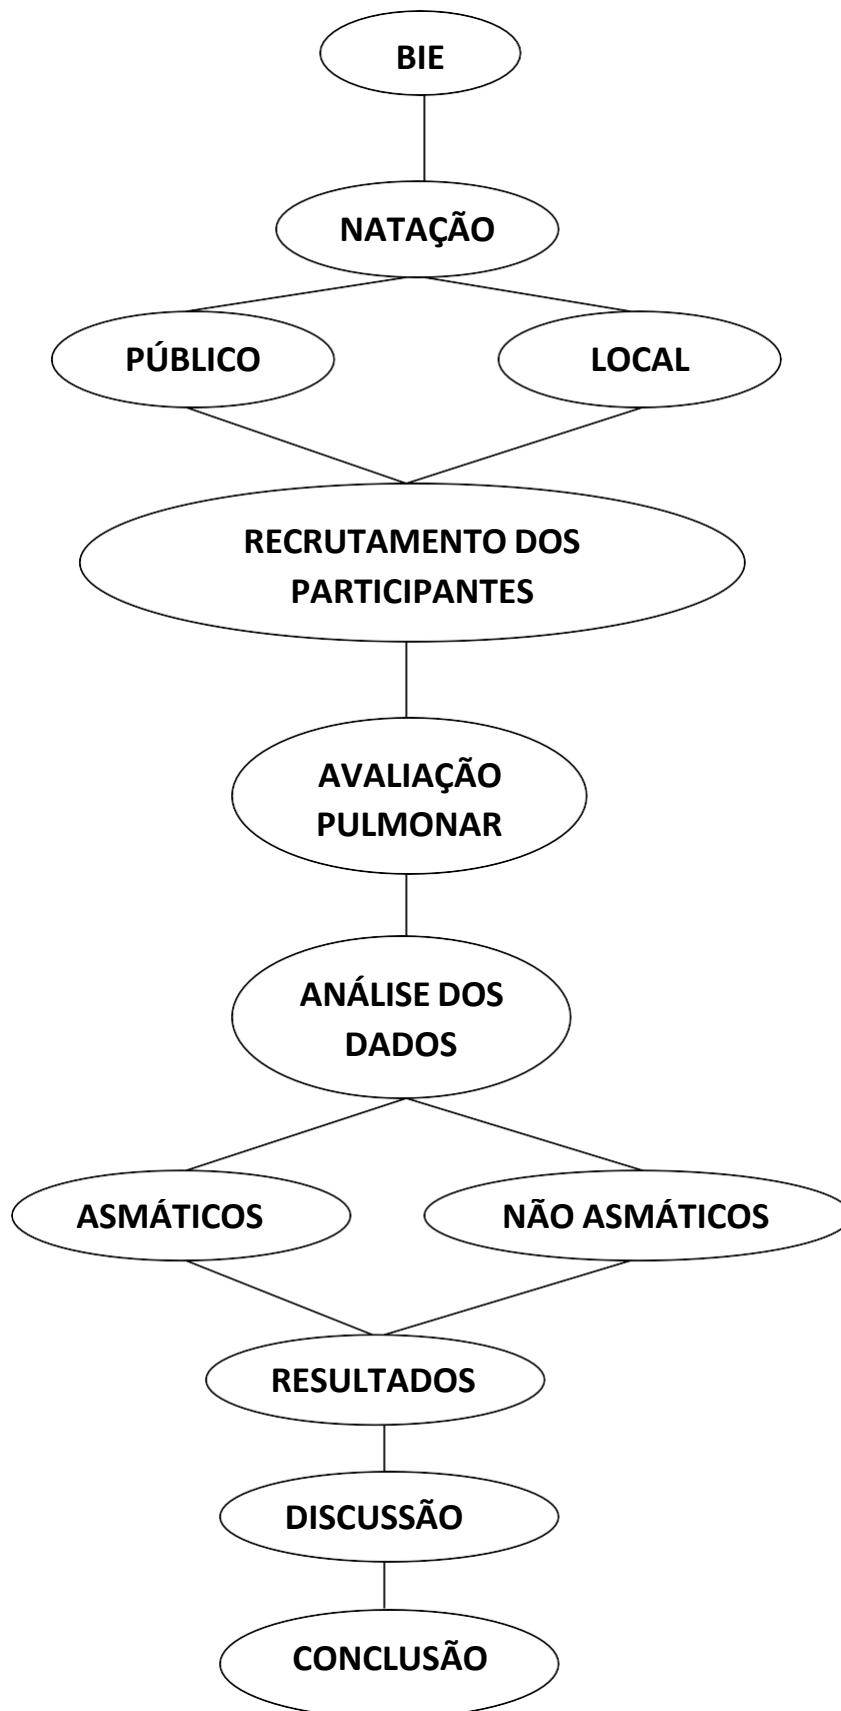 BIE
NATAÇÃO
PÚBLICO
LOCAL
RECRUTAMENTO DOS
PARTICIPANTES
AVALIAÇÃO
PULMONAR
ANÁLISE DOS
DADOS
ASMÁTICOS
NÃO ASMÁTICOS
RESULTADOS
DISCUSSÃO
CONCLUSÃO